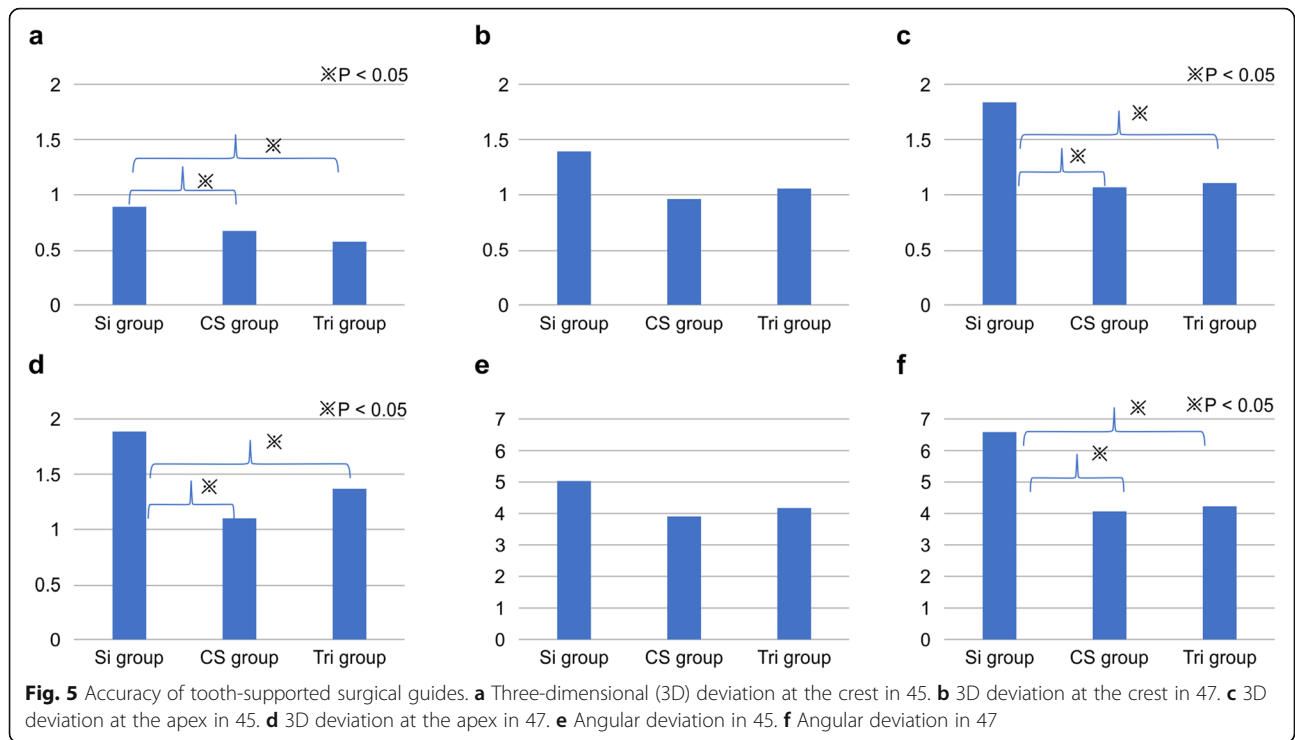 a
※P < 0.05
2
1.5
1
0.5
0
※
※
Si group CS group Tri group
b
2
1.5
1
0.5
0
Si group CS group Tri group
c
※P < 0.05
2
1.5
1
0.5
0
※
※
Si group CS group Tri group
d
※P < 0.05
2
1.5
1
0.5
0
※
※
Si group CS group Tri group
e
7
6
5
4
3
2
1
0
Si group CS group Tri group
f
※P < 0.05
7
6
5
4
3
2
1
0
※
※
Si group CS group Tri group
Fig. 5 Accuracy of tooth-supported surgical guides. a Three-dimensional (3D) deviation at the crest in 45. b 3D deviation at the crest in 47. c 3D
deviation at the apex in 45. d 3D deviation at the apex in 47. e Angular deviation in 45. f Angular deviation in 47